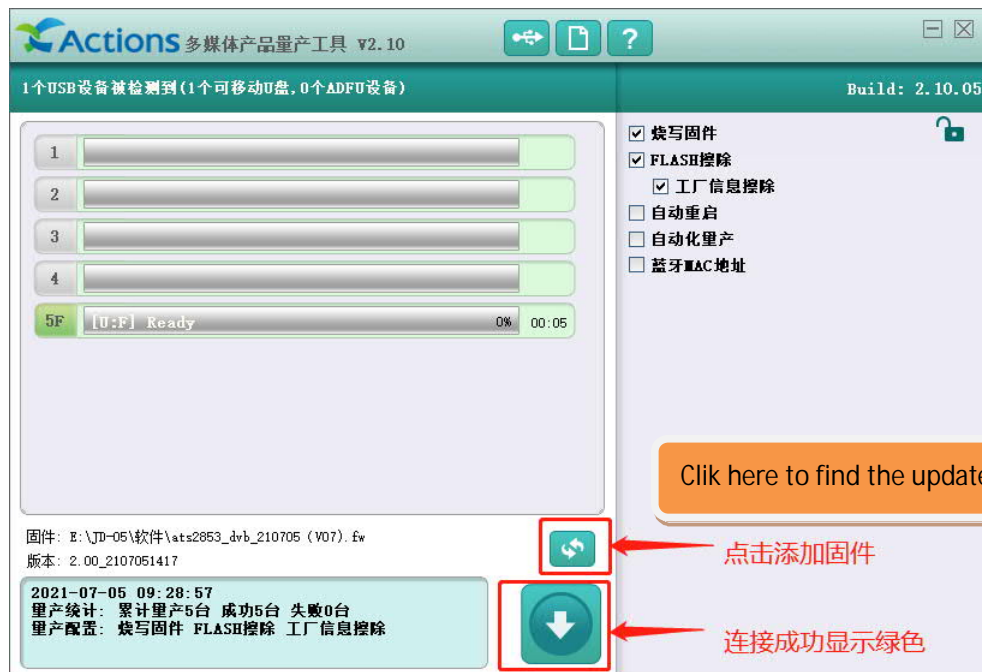 Actions 多媒体产品量产工具 V2.10
?
1个USB设备被检测到(1个可移动U盘,0个ADFU设备)
Build: 2.10.05
1
2
3
4
5F [U:F] Ready 0% 00:05
烧写固件
FLASH擦除
工厂信息擦除
自动重启
自动化量产
蓝牙MAC地址
Clik here to find the update
固件: E:\JD-05\软件\ats2853_dvb_210705 (V07).fw
版本: 2.00_2107051417
点击添加固件
2021-07-05 09:28:57
量产统计: 累计量产5台 成功5台 失败0台
量产配置: 烧写固件 FLASH擦除 工厂信息擦除
连接成功显示绿色